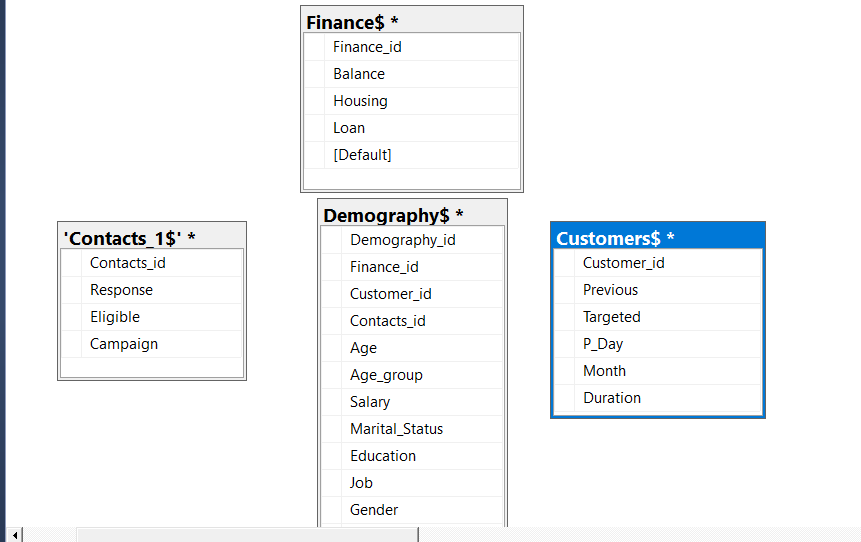 Finance$ *
Finance_id
Balance
Housing
Loan
[Default]
'Contacts_1$' *
Contacts_id
Response
Eligible
Campaign
Demography$ *
Demography_id
Finance_id
Customer_id
Contacts_id
Age
Age_group
Salary
Marital_Status
Education
Job
Gender
Customers$ *
Customer_id
Previous
Targeted
P_Day
Month
Duration